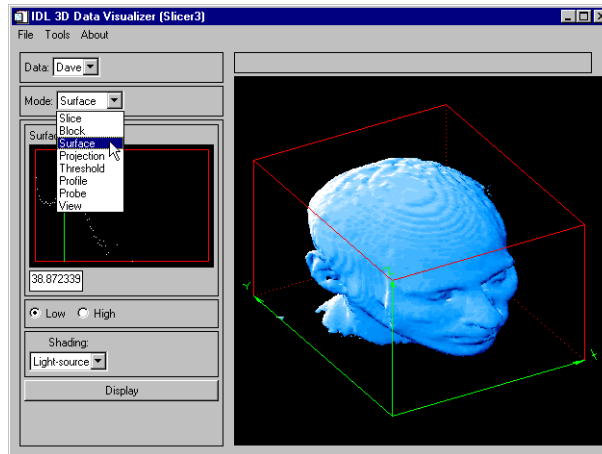 IDL 3D Data Visualizer (Slicer3)
File Tools About
Data: Dave
Mode: Surface
Slice
Block
Surface
Projection
Threshold
Profile
Probe
View
38.872339
Low High
Shading:
Light-source
Display
Y
X